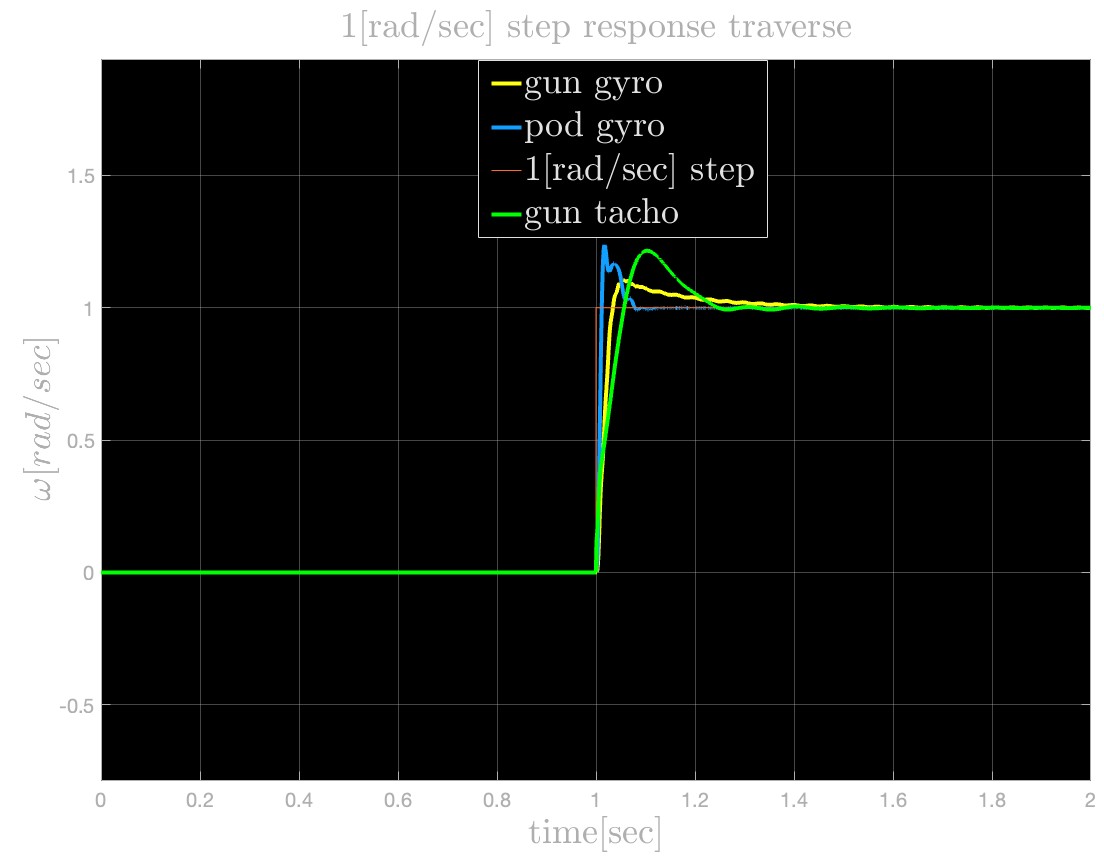 1[rad/sec] step response traverse
gun gyro
pod gyro
1[rad/sec] step
gun tacho
1.5
1
0.5
0
-0.5
ω[rad/sec]
0 0.2 0.4 0.6 0.8 1 1.2 1.4 1.6 1.8 2
time[sec]